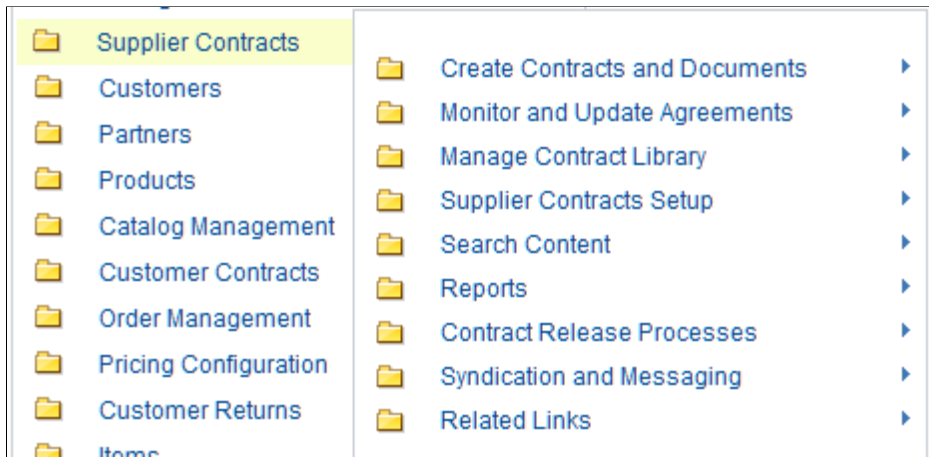 Supplier Contracts
Customers
Partners
Products
Catalog Management
Customer Contracts
Order Management
Pricing Configuration
Customer Returns
Items
Create Contracts and Documents
Monitor and Update Agreements
Manage Contract Library
Supplier Contracts Setup
Search Content
Reports
Contract Release Processes
Syndication and Messaging
Related Links